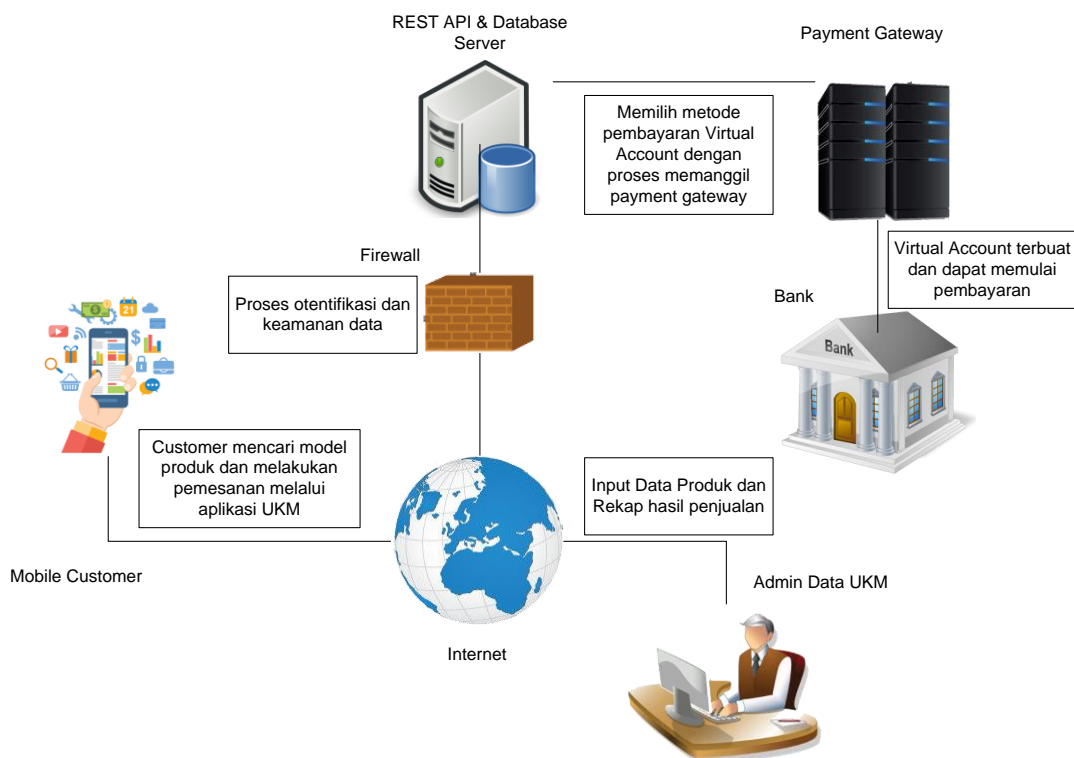 REST API & Database
Server
Payment Gateway
Memilih metode
pembayaran Virtual
Account dengan
proses memanggil
payment gateway
Firewall
Proses otentifikasi dan
keamanan data
Virtual Account terbuat
dan dapat memulai
pembayaran
Bank
Bank
21
Customer mencari model
produk dan melakukan
pemesanan melalui
aplikasi UKM
Input Data Produk dan
Rekap hasil penjualan
Mobile Customer
Admin Data UKM
Internet